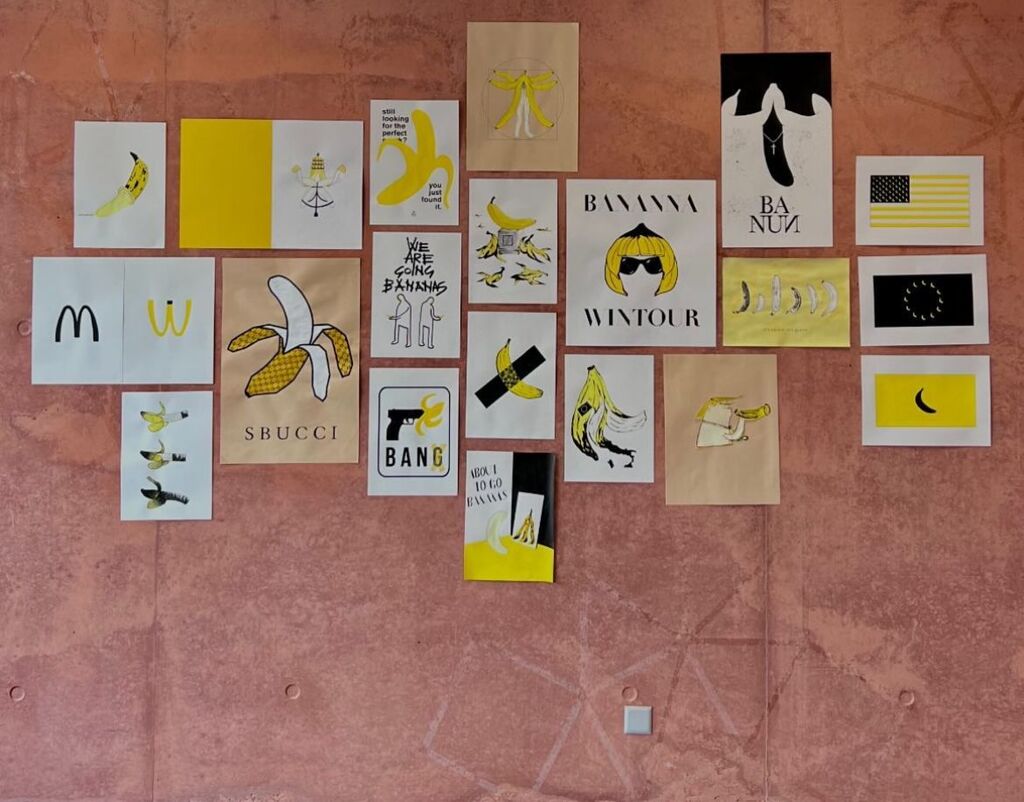 still
looking
for the
perfect
you
just
found
it.
BANANNA
WINTOUR
BA
NUN
WE
ARE
GOING
BANANAS
M
W
SBUCCI
BANG
ABOUT
TO GO
BANANAS